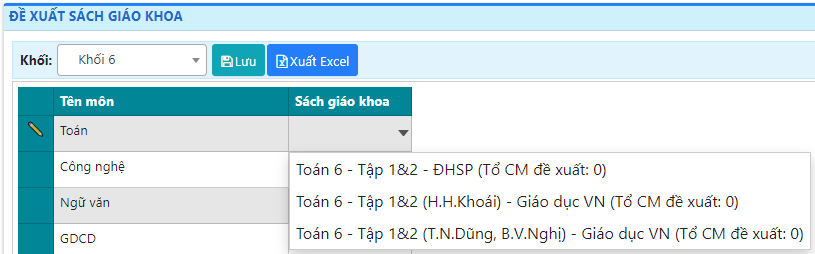 ĐỀ XUẤT SÁCH GIÁO KHOA
Khối: Khối 6 Lưu Xuất Excel
Tên môn Sách giáo khoa
Toán
Công nghệ
Toán 6 - Tập 1&2 - ĐHSP (Tổ CM đề xuất: 0)
Toán 6 - Tập 1&2 (H.H.Khoái) - Giáo dục VN (Tổ CM đề xuất: 0)
Ngữ văn
Toán 6 - Tập 1&2 (T.N.Dũng, B.V.Nghị) - Giáo dục VN (Tổ CM đề xuất: 0)
GDCD